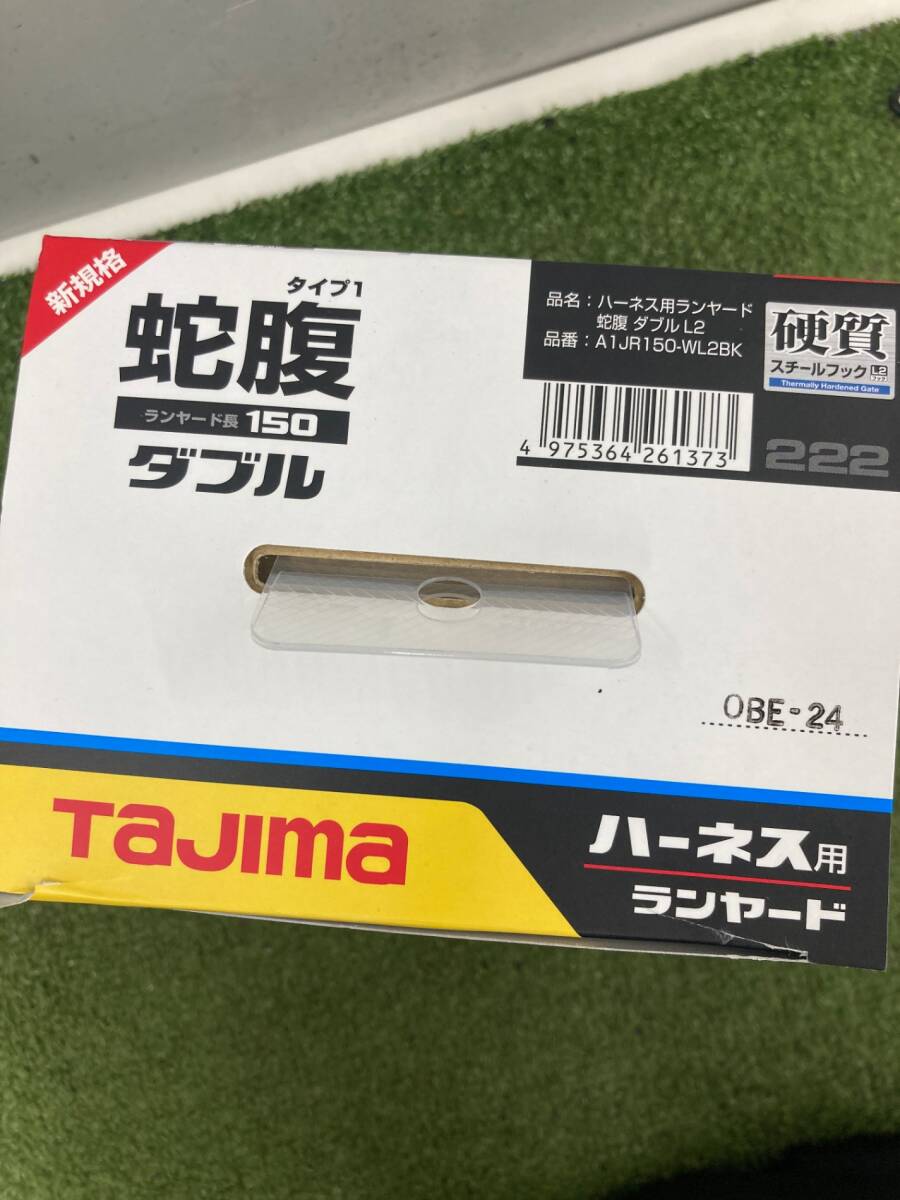 新規格
タイプ1
蛇腹
ランヤード長 150
ダブル
品名：ハーネス用ランヤード
蛇腹 ダブル L2
品番：A1JR150-WL2BK
硬質
スチールフック L2 フック
Thermally Hardened Gate
4 975364 261373
222
OBE-24
TAJIMA
ハーネス用
ランヤード